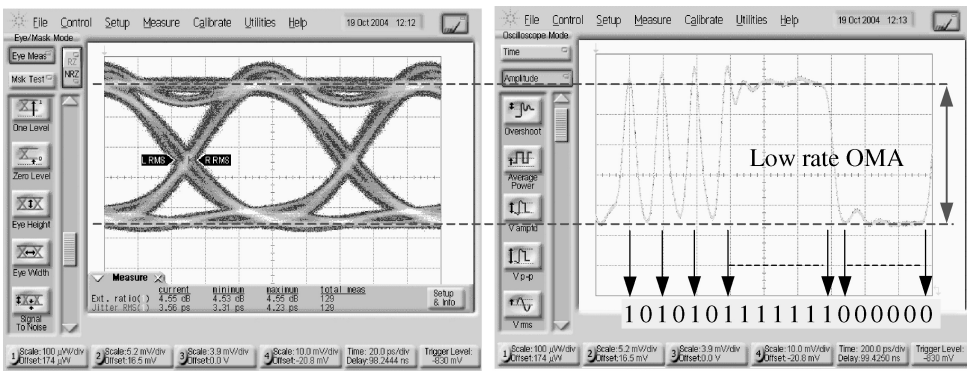 File Control Setup Measure Calibrate Utilities Help 19 Oct 2004 12:12
Eye/Mask Mode
Eye Meas
RZ
NRZ
Msk Test
One Level
Zero Level
Eye Height
Eye Width
Signal
To Noise
L RMS
R RMS
Measure
current minimum maximum total meas
Ext. ratio( ) 4.55 dB 4.53 dB 4.55 dB 129
Jitter RMS( ) 3.56 ps 3.31 ps 4.23 ps 129
Setup
& Info
1 Scale: 100 µW/div Offset: 174 µW
2 Scale: 5.2 mV/div Offset: 16.5 mV
3 Scale: 3.9 mV/div Offset: 0.0 V
4 Scale: 10.0 mV/div Offset: -20.8 mV
Time: 20.0 ps/div Delay: 98.2444 ns
Trigger Level: -830 mV
File Control Setup Measure Calibrate Utilities Help 19 Oct 2004 12:13
Oscilloscope Mode
Time
Amplitude
Overshoot
Average
Power
V amptd
V p-p
V rms
Low rate OMA
1010101111111000000
1 Scale: 100 µW/div Offset: 174 µW
2 Scale: 5.2 mV/div Offset: 16.5 mV
3 Scale: 3.9 mV/div Offset: 0.0 V
4 Scale: 10.0 mV/div Offset: -20.8 mV
Time: 200.0 ps/div Delay: 99.4250 ns
Trigger Level: -830 mV